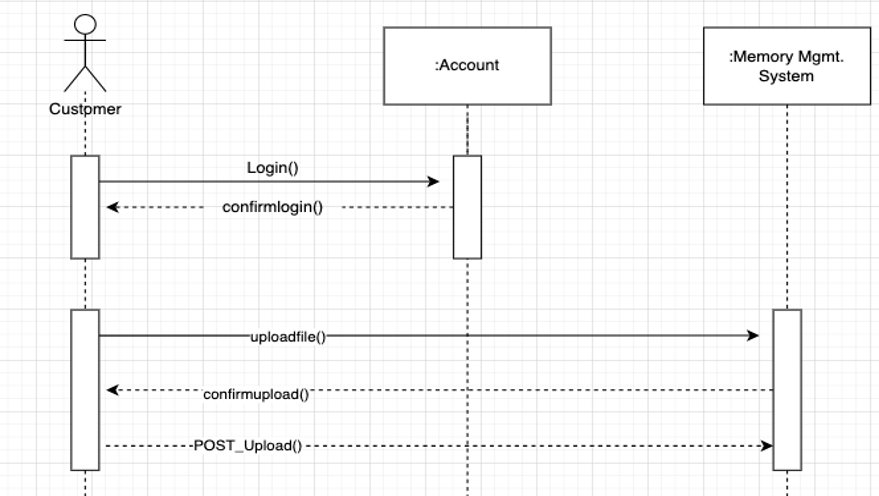 Customer
:Account
:Memory Mgmt.
System
Login()
confirmlogin()
uploadfile()
confirmupload()
POST_Upload()